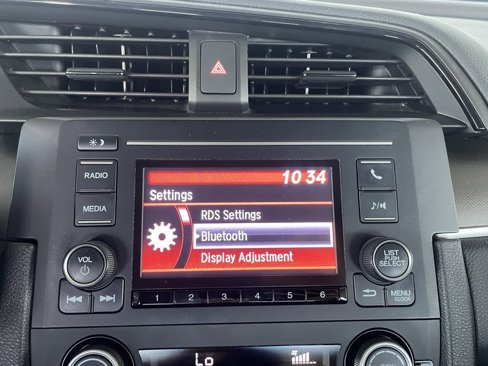 RADIO
MEDIA
VOL
10 34
Settings
RDS Settings
Bluetooth
Display Adjustment
LIST
PUSH
SELECT
MENU
CLOCK
1 2 3 4 5 6
Lo